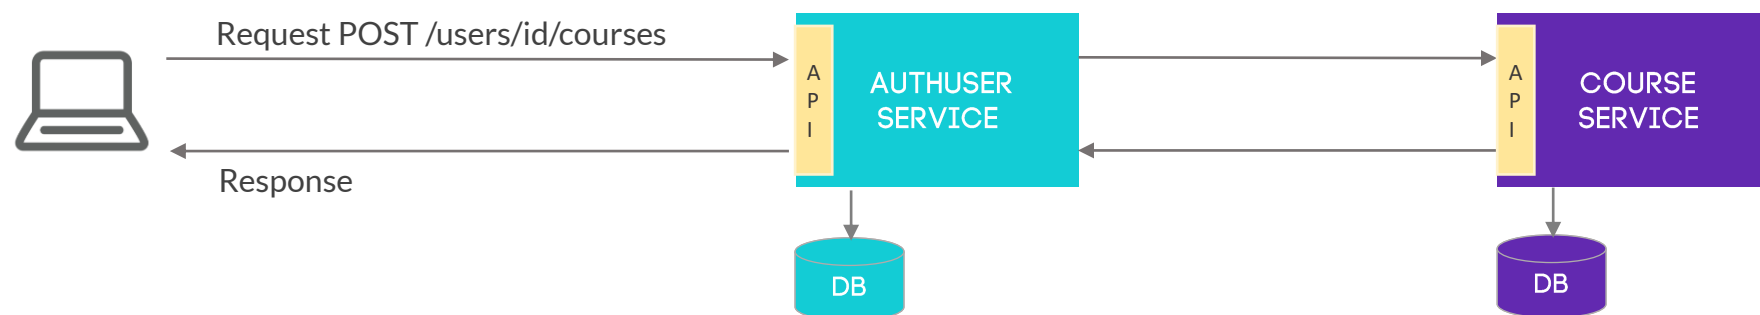 Request POST /users/id/courses
Response
A
P
I
AUTHUSER
SERVICE
DB
A
P
I
COURSE
SERVICE
DB